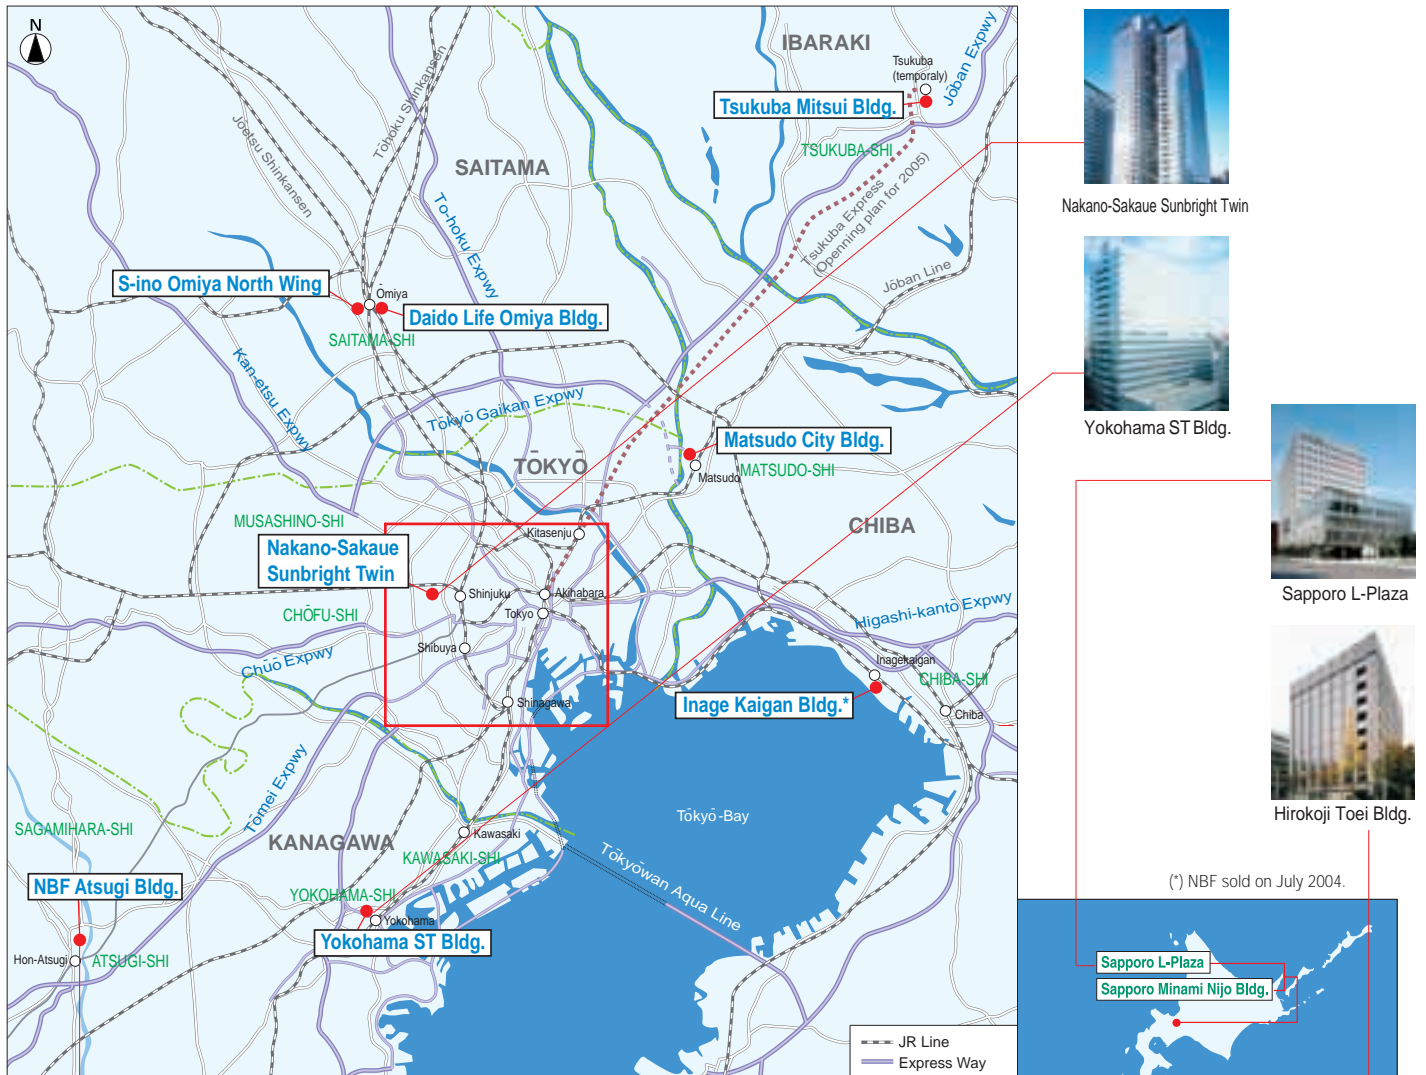 N
IBARAKI
Tsukuba
(temporaly)
Jōban Expwy
Tsukuba Mitsui Bldg.
TSUKUBA-SHI
Jōetsu Shinkansen
Tōhoku Shinkansen
SAITAMA
Tō-hoku Expwy
Tsukuba Express
(Openning plan for 2005)
Jōban Line
S-ino Omiya North Wing
Ōmiya
Daido Life Omiya Bldg.
SAITAMA-SHI
Kan-etsu Expwy
Tōkyō Gaikan Expwy
Matsudo City Bldg.
TŌKYŌ
Matsudo
MATSUDO-SHI
MUSASHINO-SHI
Kitasenju
CHIBA
Nakano-Sakaue
Sunbright Twin
Shinjuku
Akihabara
Tokyo
CHŌFU-SHI
Higashi-kantō Expwy
Shibuya
Chūō Expwy
Inagekaigan
CHIBA-SHI
Inage Kaigan Bldg.*
Shinagawa
Chiba
Tōmei Expwy
Tōkyō-Bay
SAGAMIHARA-SHI
KANAGAWA
Kawasaki
KAWASAKI-SHI
Tōkyōwan Aqua Line
NBF Atsugi Bldg.
YOKOHAMA-SHI
Yokohama
Yokohama ST Bldg.
Hon-Atsugi
ATSUGI-SHI
JR Line
Express Way
Nakano-Sakaue Sunbright Twin
Yokohama ST Bldg.
Sapporo L-Plaza
Hirokoji Toei Bldg.
(*) NBF sold on July 2004.
Sapporo L-Plaza
Sapporo Minami Nijo Bldg.